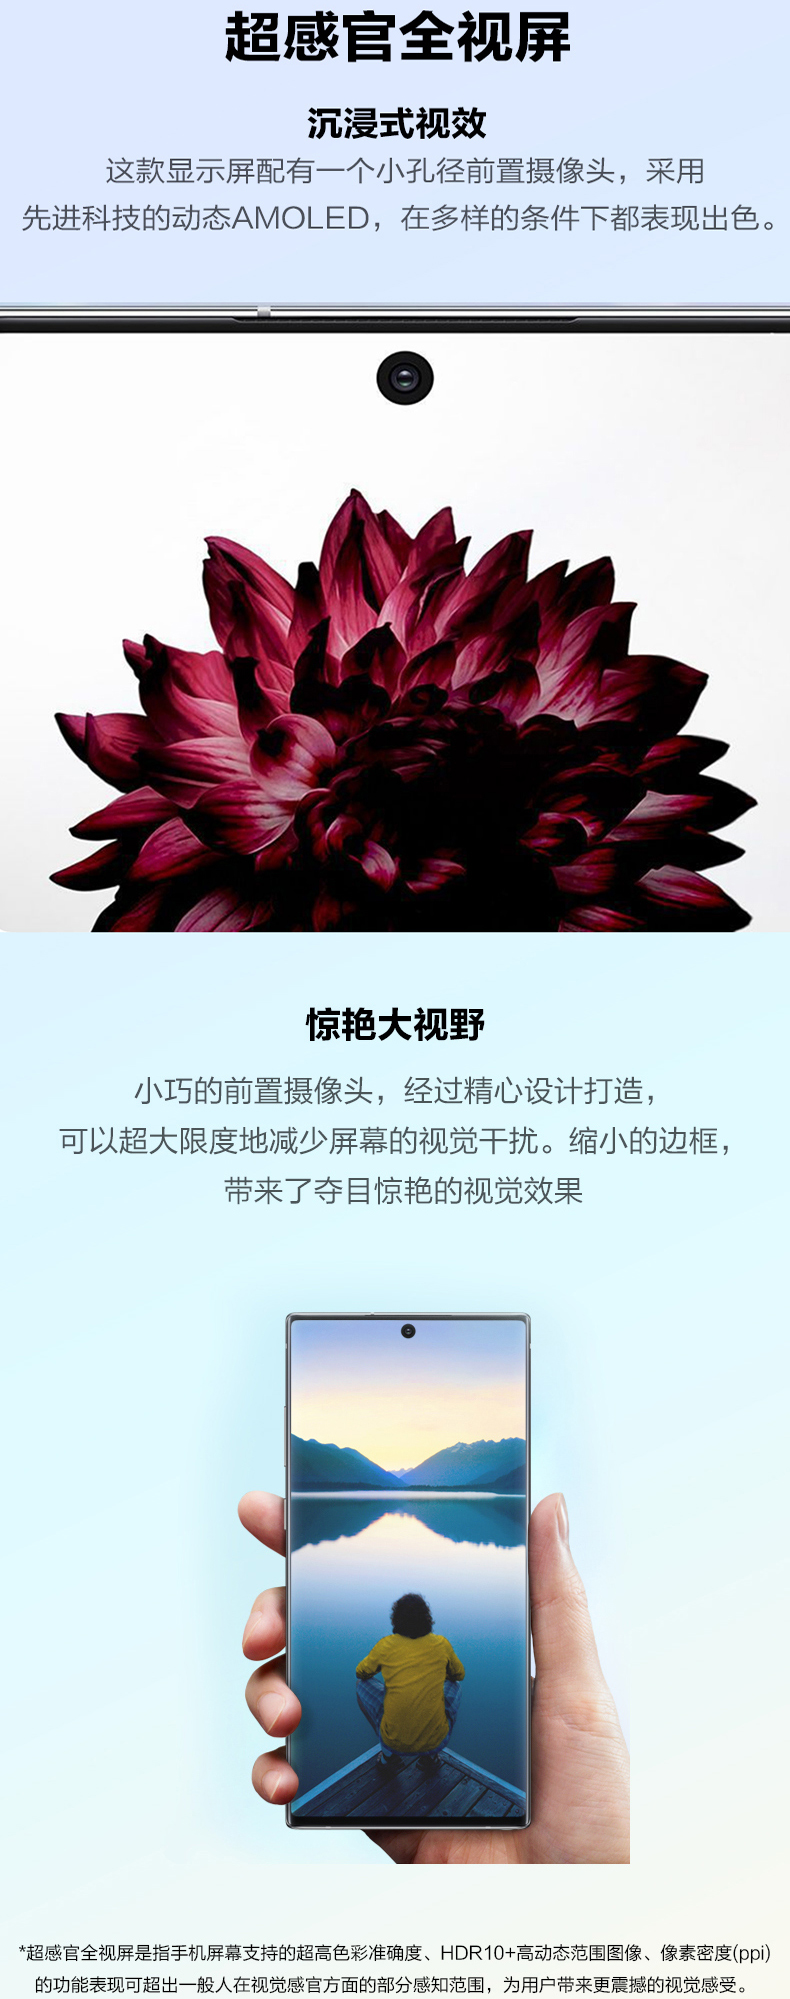 超感官全视屏
沉浸式视效
这款显示屏配有一个小孔径前置摄像头，采用
先进科技的动态AMOLED，在多样的条件下都表现出色。
惊艳大视野
小巧的前置摄像头，经过精心设计打造，
可以超大限度地减少屏幕的视觉干扰。缩小的边框，
带来了夺目惊艳的视觉效果
*超感官全视屏是指手机屏幕支持的超高色彩准确度、HDR10+高动态范围图像、像素密度(ppi)
的功能表现可超出一般人在视觉感官方面的部分感知范围，为用户带来更震撼的视觉感受。